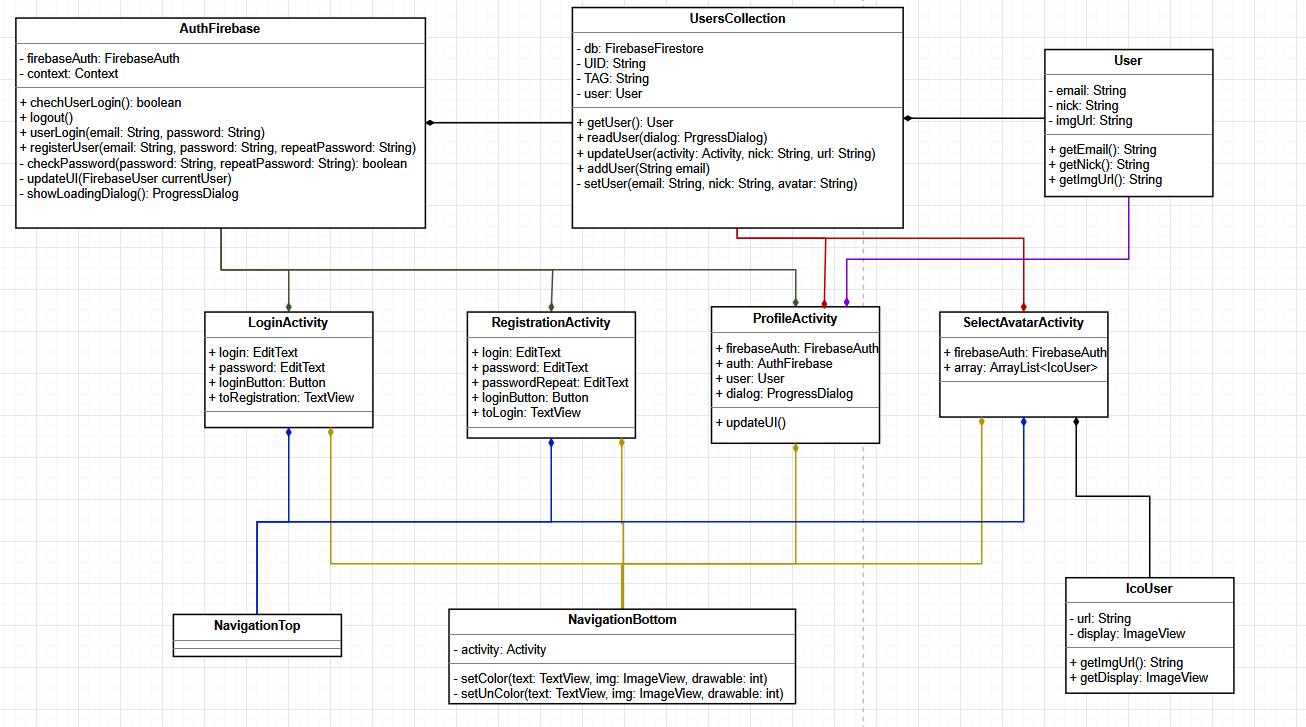 AuthFirebase
- firebaseAuth: FirebaseAuth
- context: Context
+ chechUserLogin(): boolean
+ logout()
+ userLogin(email: String, password: String)
+ registerUser(email: String, password: String, repeatPassword: String)
- checkPassword(password: String, repeatPassword: String): boolean
- updateUI(FirebaseUser currentUser)
- showLoadingDialog(): ProgressDialog
UsersCollection
- db: FirebaseFirestore
- UID: String
- TAG: String
- user: User
+ getUser(): User
+ readUser(dialog: PrgressDialog)
+ updateUser(activity: Activity, nick: String, url: String)
+ addUser(String email)
- setUser(email: String, nick: String, avatar: String)
User
- email: String
- nick: String
- imgUrl: String
+ getEmail(): String
+ getNick(): String
+ getImgUrl(): String
LoginActivity
+ login: EditText
+ password: EditText
+ loginButton: Button
+ toRegistration: TextView
RegistrationActivity
+ login: EditText
+ password: EditText
+ passwordRepeat: EditText
+ loginButton: Button
+ toLogin: TextView
ProfileActivity
+ firebaseAuth: FirebaseAuth
+ auth: AuthFirebase
+ user: User
+ dialog: ProgressDialog
+ updateUI()
SelectAvatarActivity
+ firebaseAuth: FirebaseAuth
+ array: ArrayList<IcoUser>
NavigationTop
NavigationBottom
- activity: Activity
- setColor(text: TextView, img: ImageView, drawable: int)
- setUnColor(text: TextView, img: ImageView, drawable: int)
IcoUser
- url: String
- display: ImageView
+ getImgUrl(): String
+ getDisplay: ImageView